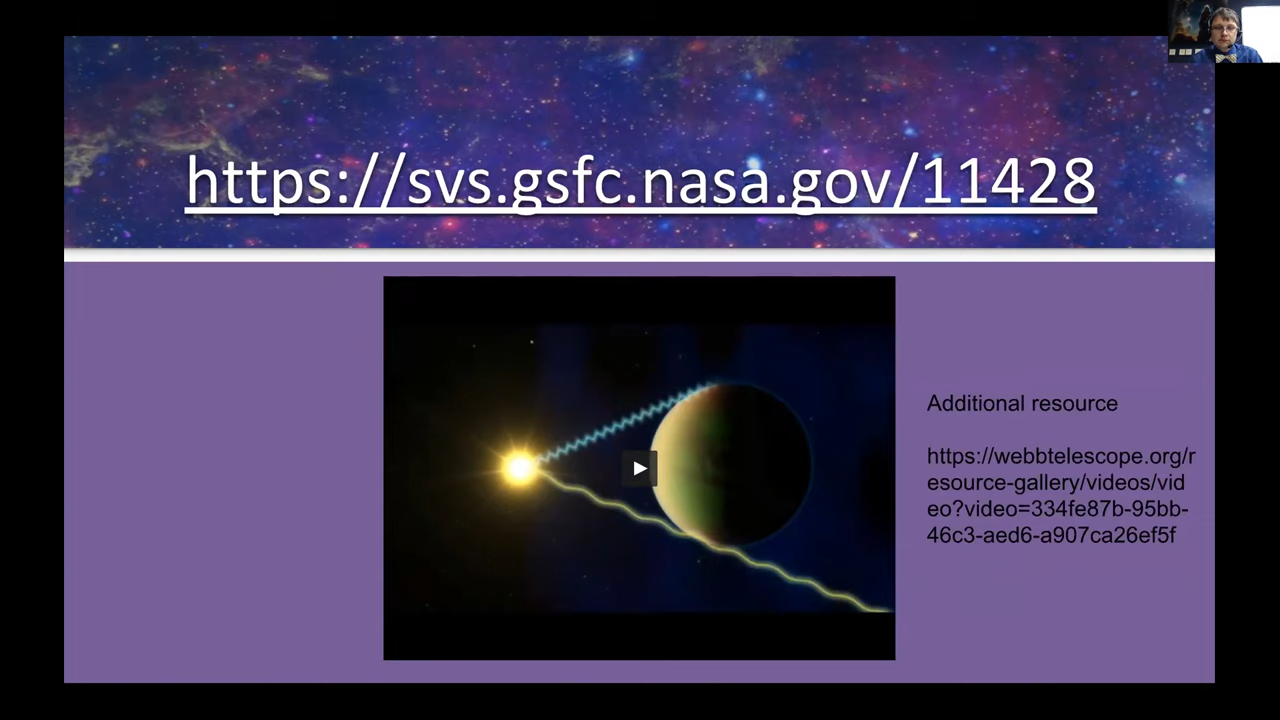 https://svs.gsfc.nasa.gov/11428
Additional resource
https://webbtelescope.org/r
esource-gallery/videos/vid
eo?video=334fe87b-95bb-
46c3-aed6-a907ca26ef5f